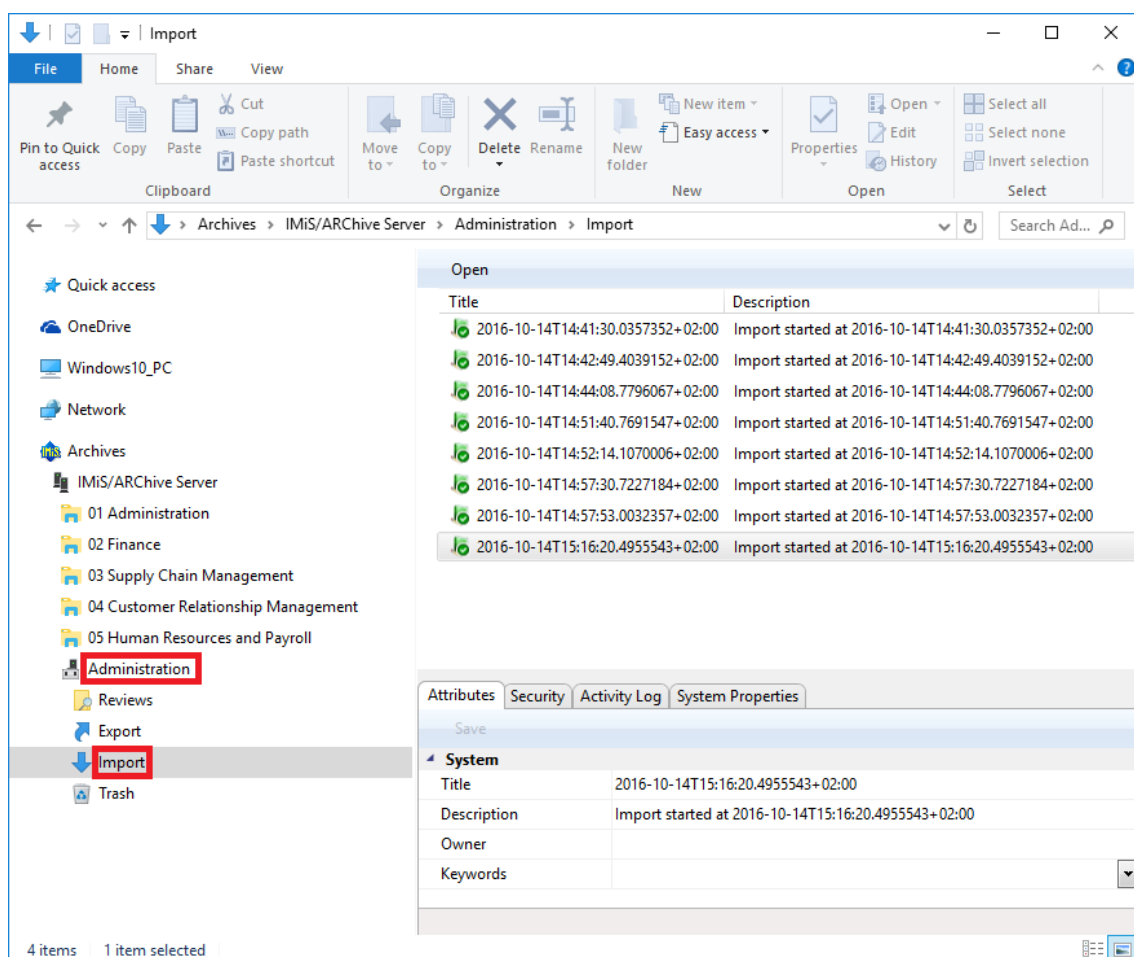 Import
File Home Share View
Pin to Quick access
Copy
Paste
Cut
Copy path
Paste shortcut
Clipboard
Move to
Copy to
Delete
Rename
Organize
New folder
New item
Easy access
New
Properties
Open
Edit
History
Open
Select all
Select none
Invert selection
Select
Archives › IMiS/ARChive Server › Administration › Import
Search Ad...
Quick access
OneDrive
Windows10_PC
Network
Archives
IMiS/ARChive Server
01 Administration
02 Finance
03 Supply Chain Management
04 Customer Relationship Management
05 Human Resources and Payroll
Administration
Reviews
Export
Import
Trash
Open
Title Description
2016-10-14T14:41:30.0357352+02:00 Import started at 2016-10-14T14:41:30.0357352+02:00
2016-10-14T14:42:49.4039152+02:00 Import started at 2016-10-14T14:42:49.4039152+02:00
2016-10-14T14:44:08.7796067+02:00 Import started at 2016-10-14T14:44:08.7796067+02:00
2016-10-14T14:51:40.7691547+02:00 Import started at 2016-10-14T14:51:40.7691547+02:00
2016-10-14T14:52:14.1070006+02:00 Import started at 2016-10-14T14:52:14.1070006+02:00
2016-10-14T14:57:30.7227184+02:00 Import started at 2016-10-14T14:57:30.7227184+02:00
2016-10-14T14:57:53.0032357+02:00 Import started at 2016-10-14T14:57:53.0032357+02:00
2016-10-14T15:16:20.4955543+02:00 Import started at 2016-10-14T15:16:20.4955543+02:00
Attributes Security Activity Log System Properties
Save
System
Title 2016-10-14T15:16:20.4955543+02:00
Description Import started at 2016-10-14T15:16:20.4955543+02:00
Owner
Keywords
4 items 1 item selected